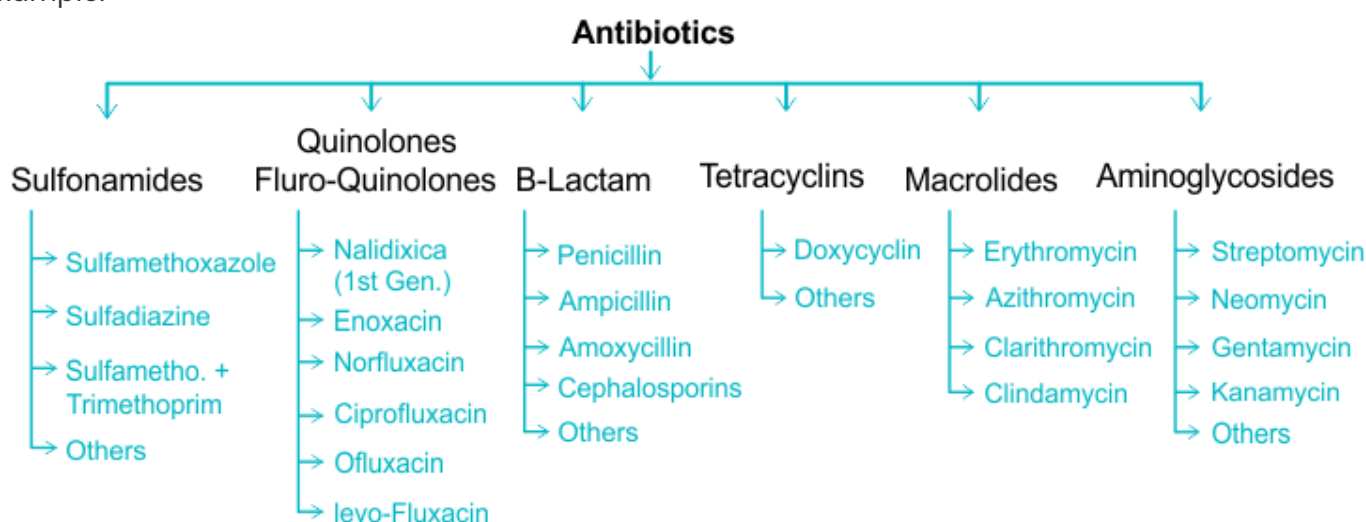 Antibiotics
Sulfonamides
Sulfamethoxazole
Sulfadiazine
Sulfametho. +
Trimethoprim
Others
Quinolones
Fluro-Quinolones
Nalidixica
(1st Gen.)
Enoxacin
Norfluxacin
Ciprofluxacin
Ofluxacin
levo-Fluxacin
B-Lactam
Penicillin
Ampicillin
Amoxycillin
Cephalosporins
Others
Tetracyclins
Doxycyclin
Others
Macrolides
Erythromycin
Azithromycin
Clarithromycin
Clindamycin
Aminoglycosides
Streptomycin
Neomycin
Gentamycin
Kanamycin
Others